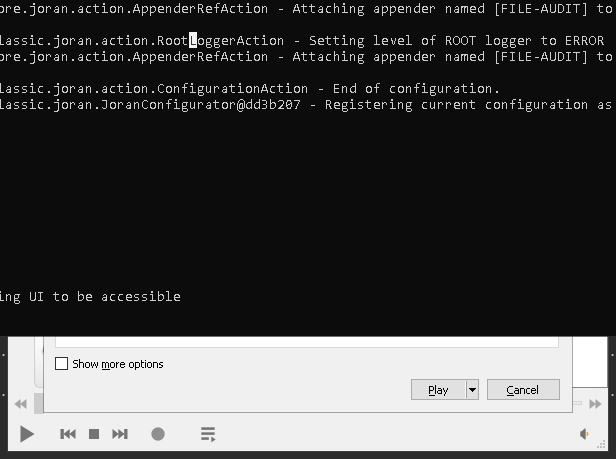 ore.joran.action.AppenderRefAction - Attaching appender named [FILE-AUDIT] to
lassic.joran.action.RootLoggerAction - Setting level of ROOT logger to ERROR
ore.joran.action.AppenderRefAction - Attaching appender named [FILE-AUDIT] to
lassic.joran.action.ConfigurationAction - End of configuration.
lassic.joran.JoranConfigurator@dd3b207 - Registering current configuration as
ing UI to be accessible
Show more options
Play
Cancel